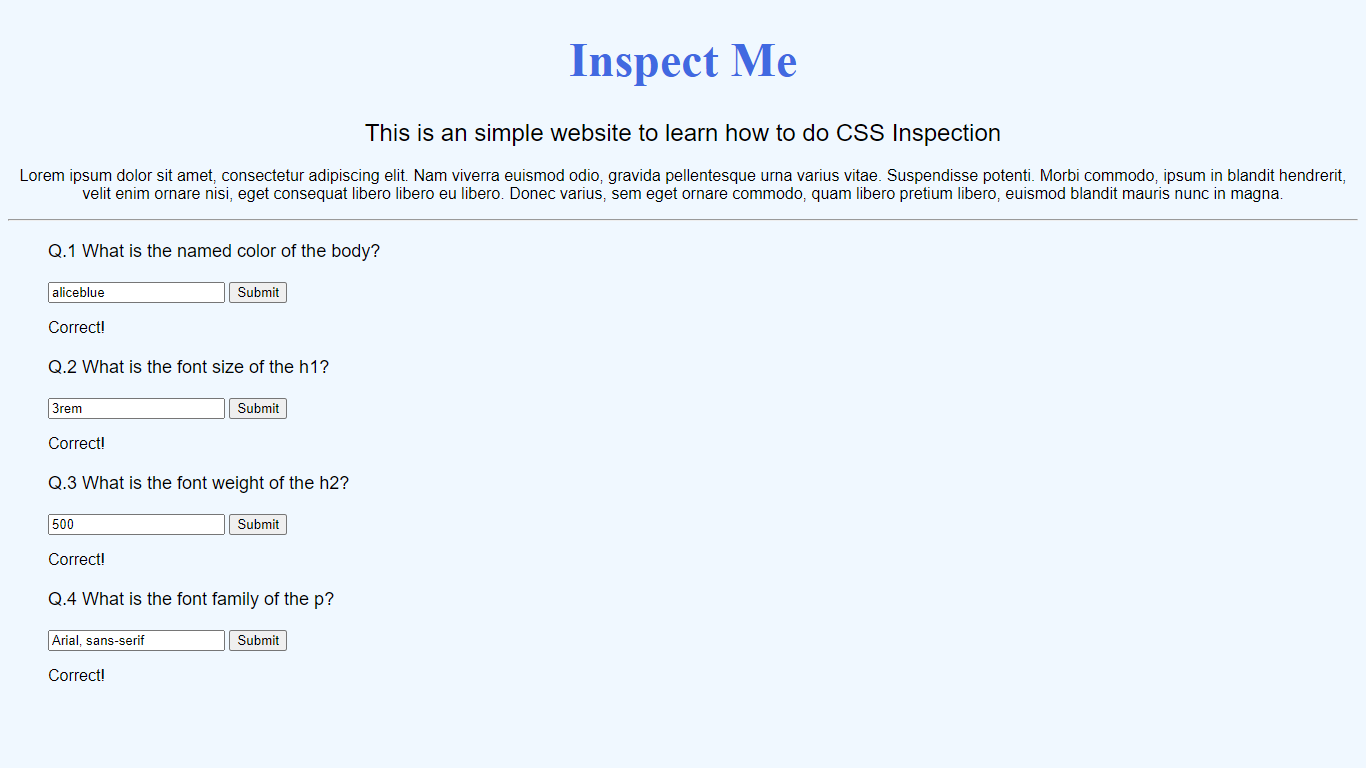 Inspect Me
This is an simple website to learn how to do CSS Inspection
Lorem ipsum dolor sit amet, consectetur adipiscing elit. Nam viverra euismod odio, gravida pellentesque urna varius vitae. Suspendisse potenti. Morbi commodo, ipsum in blandit hendrerit,
velit enim ornare nisi, eget consequat libero libero eu libero. Donec varius, sem eget ornare commodo, quam libero pretium libero, euismod blandit mauris nunc in magna.
Q.1 What is the named color of the body?
aliceblue Submit
Correct!
Q.2 What is the font size of the h1?
3rem Submit
Correct!
Q.3 What is the font weight of the h2?
500 Submit
Correct!
Q.4 What is the font family of the p?
Arial, sans-serif Submit
Correct!